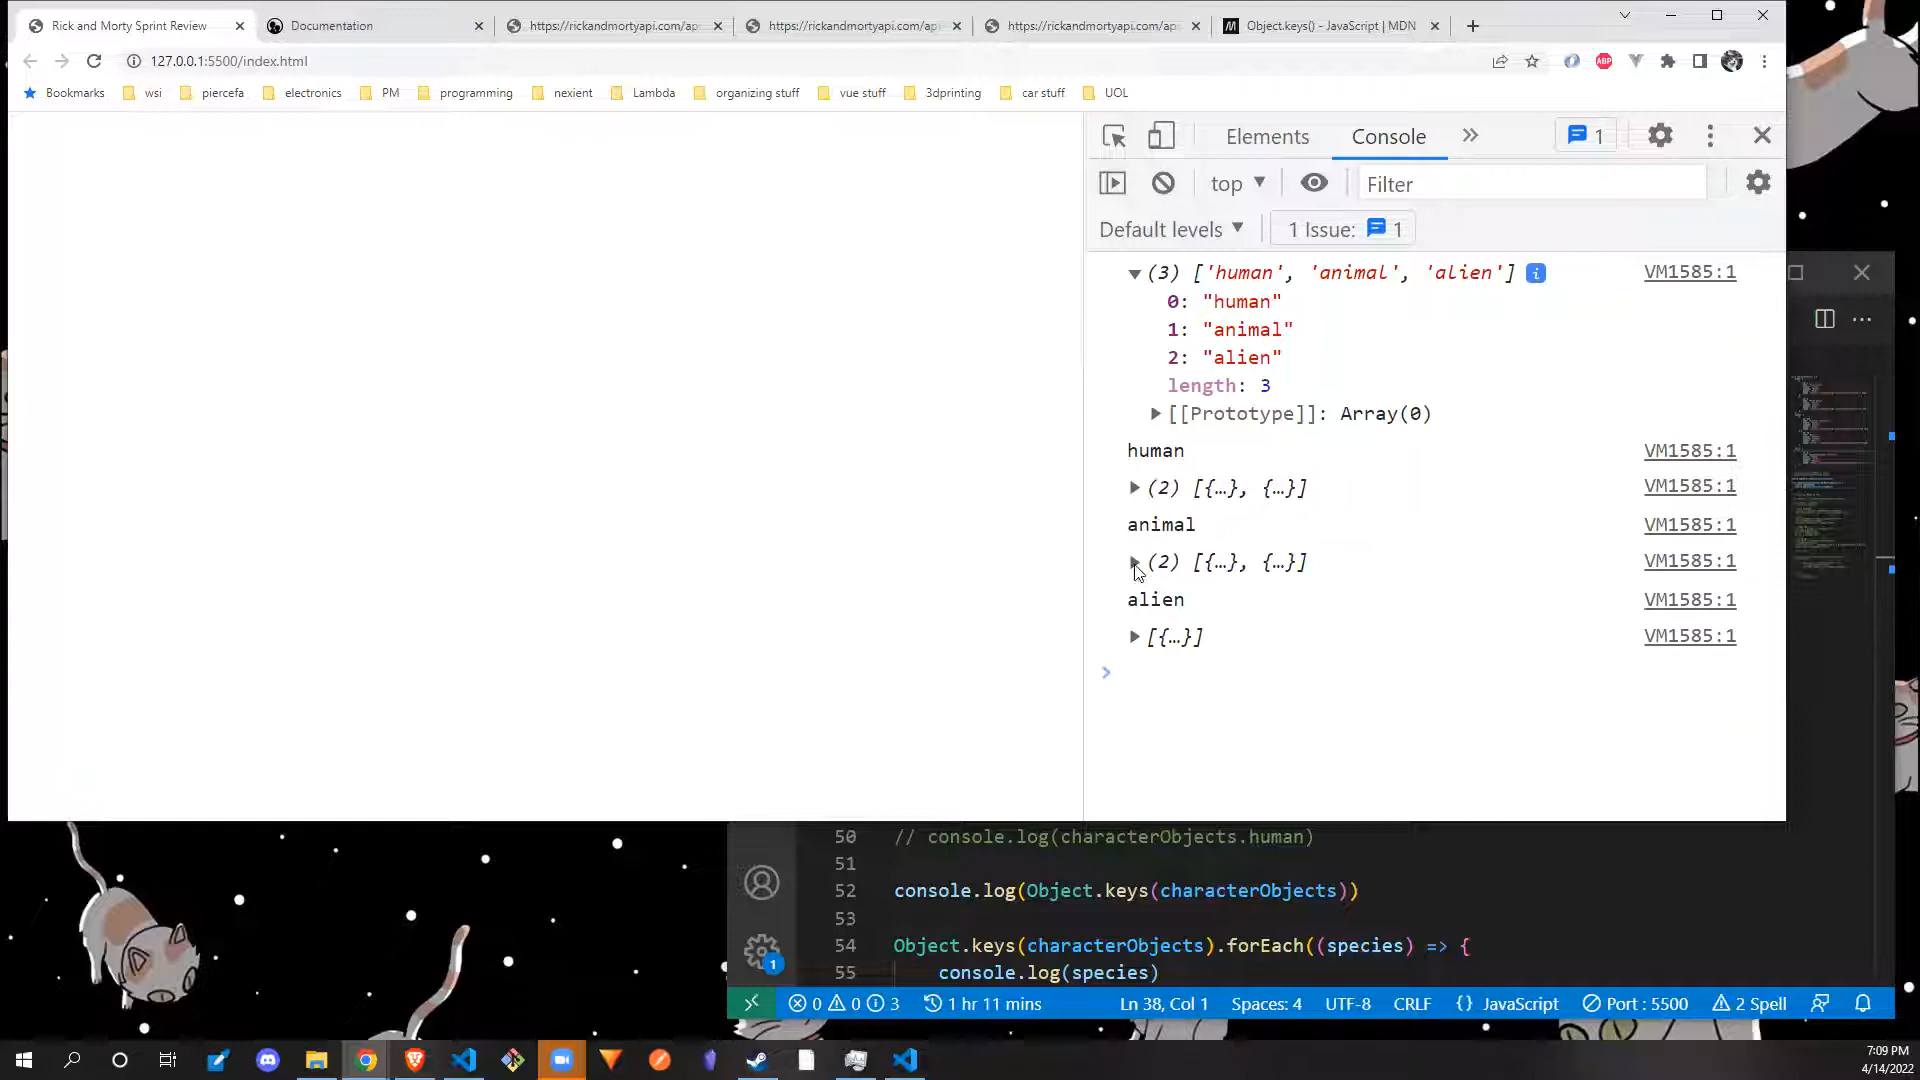 Rick and Morty Sprint Review
Documentation
https://rickandmortyapi.com/ap
https://rickandmortyapi.com/api
https://rickandmortyapi.com/ap
Object.keys() - JavaScript | MDN
127.0.0.1:5500/index.html
ABP
Bookmarks wsi piercefa electronics PM programming nexient Lambda organizing stuff vue stuff 3dprinting car stuff UOL
Elements Console 1
top Filter
Default levels 1 Issue: 1
(3) ['human', 'animal', 'alien'] i VM1585:1
0: "human"
1: "animal"
2: "alien"
length: 3
[[Prototype]]: Array(0)
human VM1585:1
(2) [{…}, {…}] VM1585:1
animal VM1585:1
(2) [{…}, {…}] VM1585:1
alien VM1585:1
[{…}] VM1585:1
50 // console.log(characterObjects.human)
51
52 console.log(Object.keys(characterObjects))
53
54 Object.keys(characterObjects).forEach((species) => {
55 console.log(species)
1
0 0 3 1 hr 11 mins Ln 38, Col 1 Spaces: 4 UTF-8 CRLF {} JavaScript Port : 5500 2 Spell
7:09 PM
4/14/2022